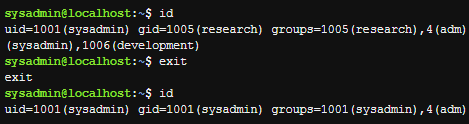 sysadmin@localhost:~$ id
uid=1001(sysadmin) gid=1005(research) groups=1005(research),4(adm)
(sysadmin),1006(development)
sysadmin@localhost:~$ exit
exit
sysadmin@localhost:~$ id
uid=1001(sysadmin) gid=1001(sysadmin) groups=1001(sysadmin),4(adm)